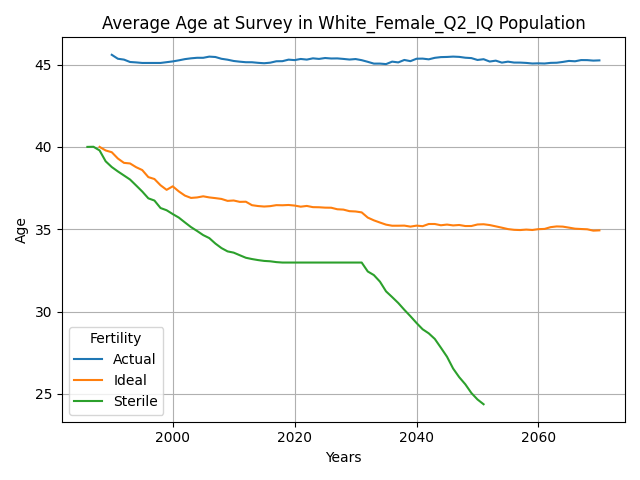 Average Age at Survey in White_Female_Q2_IQ Population
45
40
35
30
25
Age
Fertility
Actual
Ideal
Sterile
2000 2020 2040 2060
Years